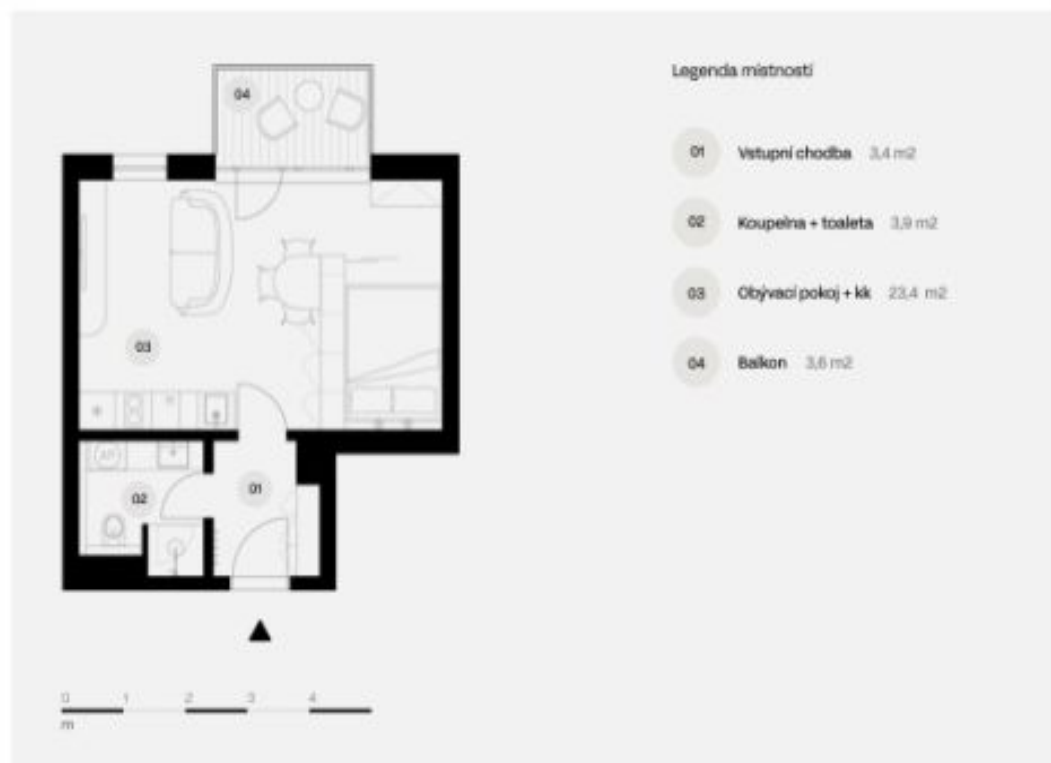 04
Legenda místností
01 Vstupní chodba 3,4 m2
02 Koupelna + toaleta 3,9 m2
03 Obývací pokoj + kk 23,4 m2
04 Balkon 3,6 m2
03
AP
02
01
0 1 2 3 4
m